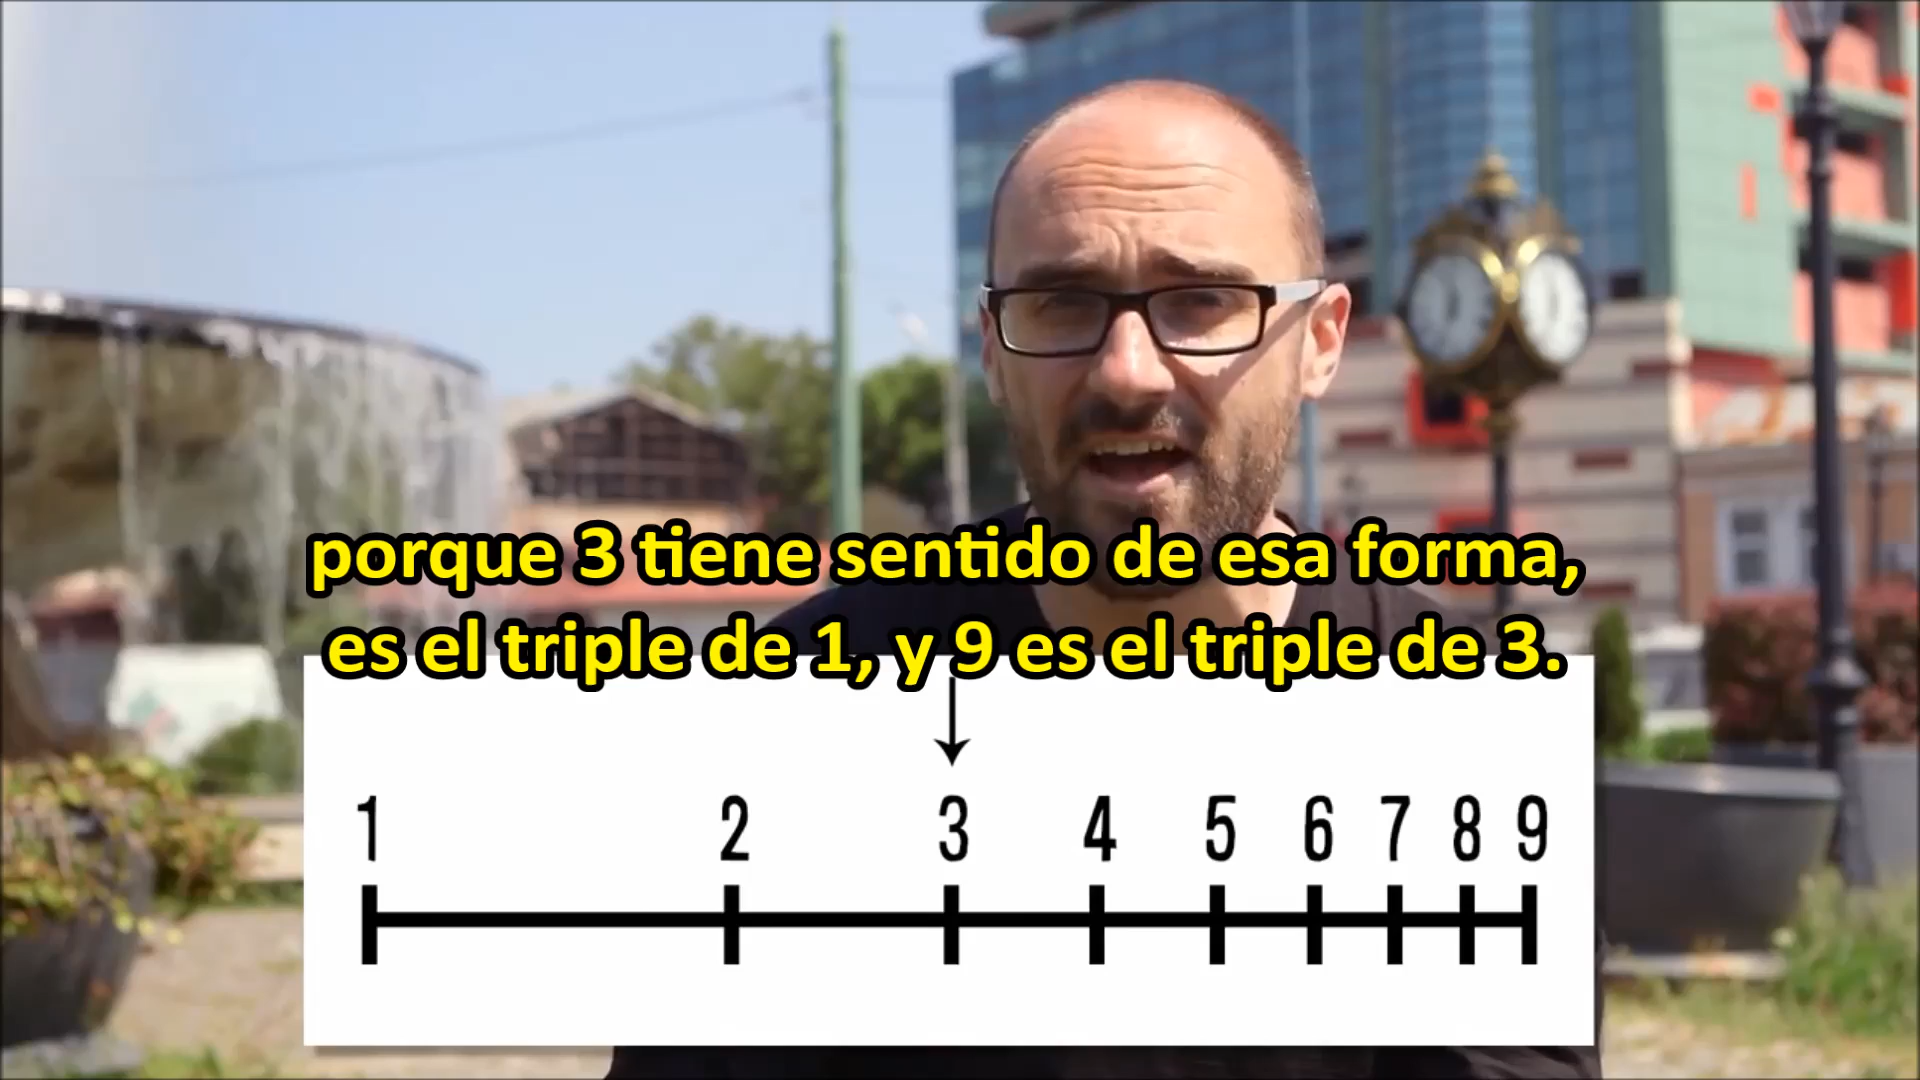 porque 3 tiene sentido de esa forma,
es el triple de 1, y 9 es el triple de 3.
1 2 3 4 5 6 7 8 9